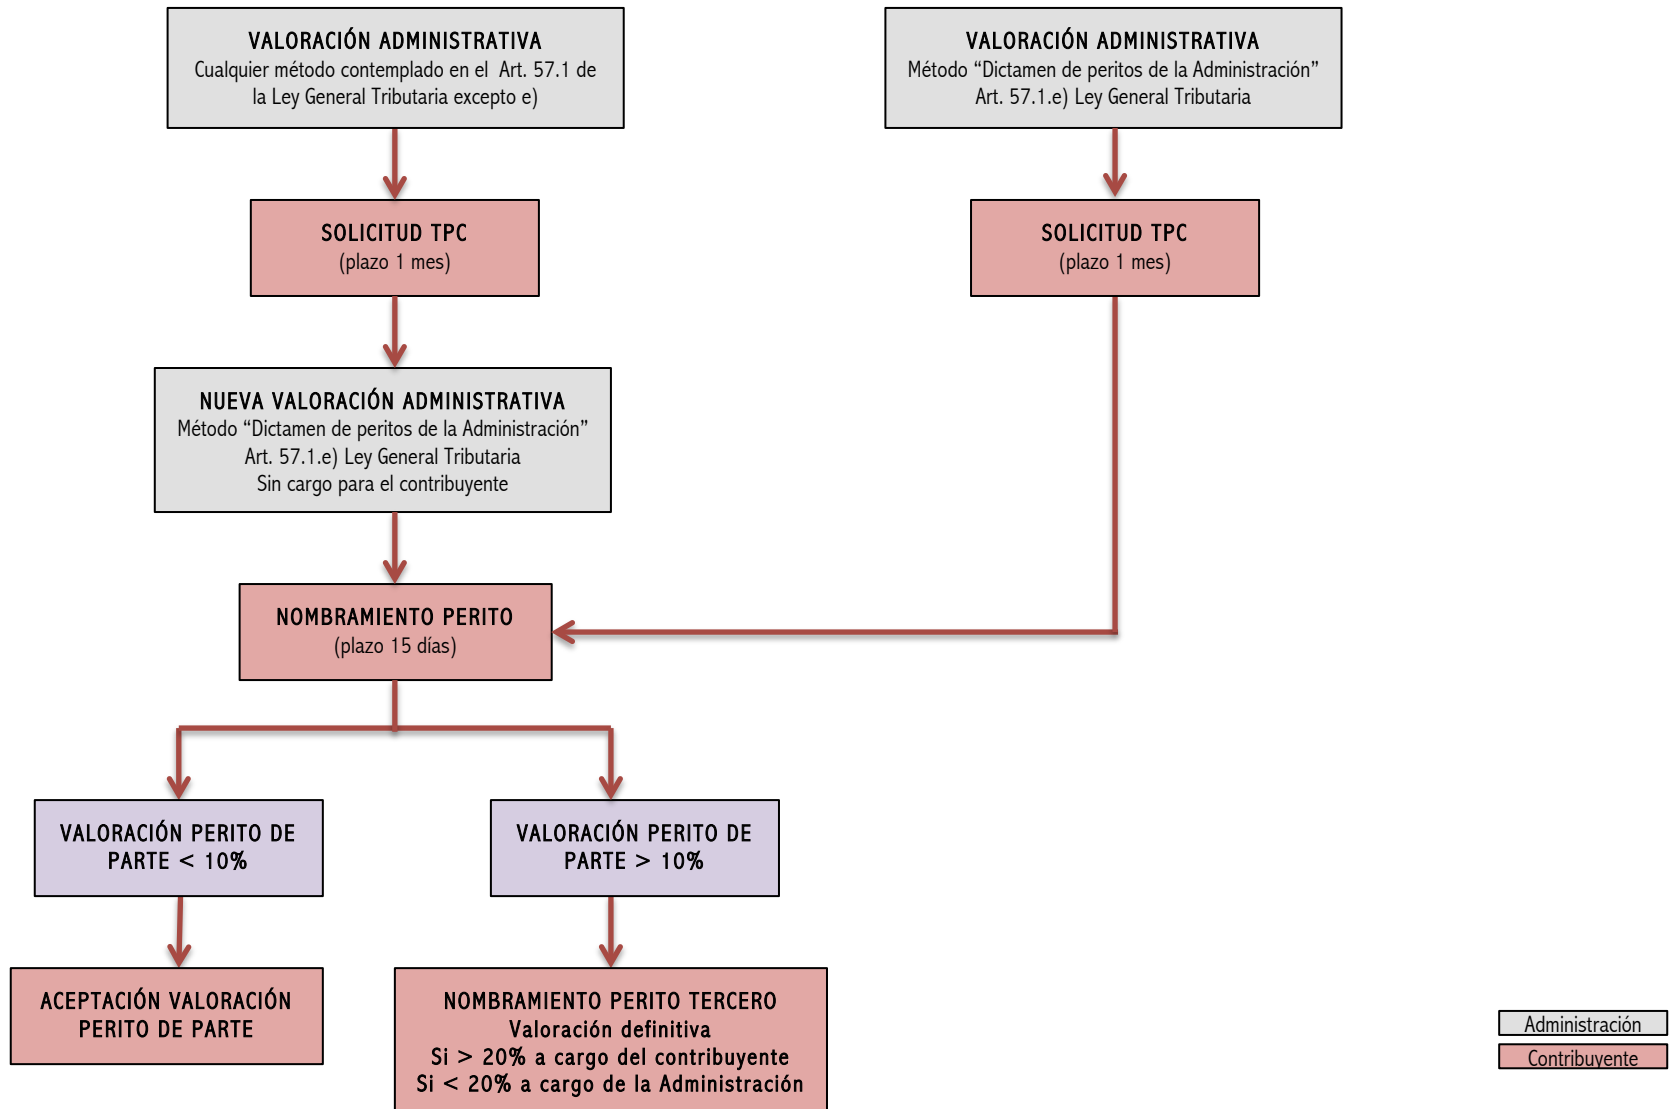 VALORACIÓN ADMINISTRATIVA
Cualquier método contemplado en el Art. 57.1 de
la Ley General Tributaria excepto e)
VALORACIÓN ADMINISTRATIVA
Método “Dictamen de peritos de la Administración”
Art. 57.1.e) Ley General Tributaria
SOLICITUD TPC
(plazo 1 mes)
SOLICITUD TPC
(plazo 1 mes)
NUEVA VALORACIÓN ADMINISTRATIVA
Método “Dictamen de peritos de la Administración”
Art. 57.1.e) Ley General Tributaria
Sin cargo para el contribuyente
NOMBRAMIENTO PERITO
(plazo 15 días)
VALORACIÓN PERITO DE
PARTE < 10%
VALORACIÓN PERITO DE
PARTE > 10%
ACEPTACIÓN VALORACIÓN
PERITO DE PARTE
NOMBRAMIENTO PERITO TERCERO
Valoración definitiva
Si > 20% a cargo del contribuyente
Si < 20% a cargo de la Administración
Administración
Contribuyente